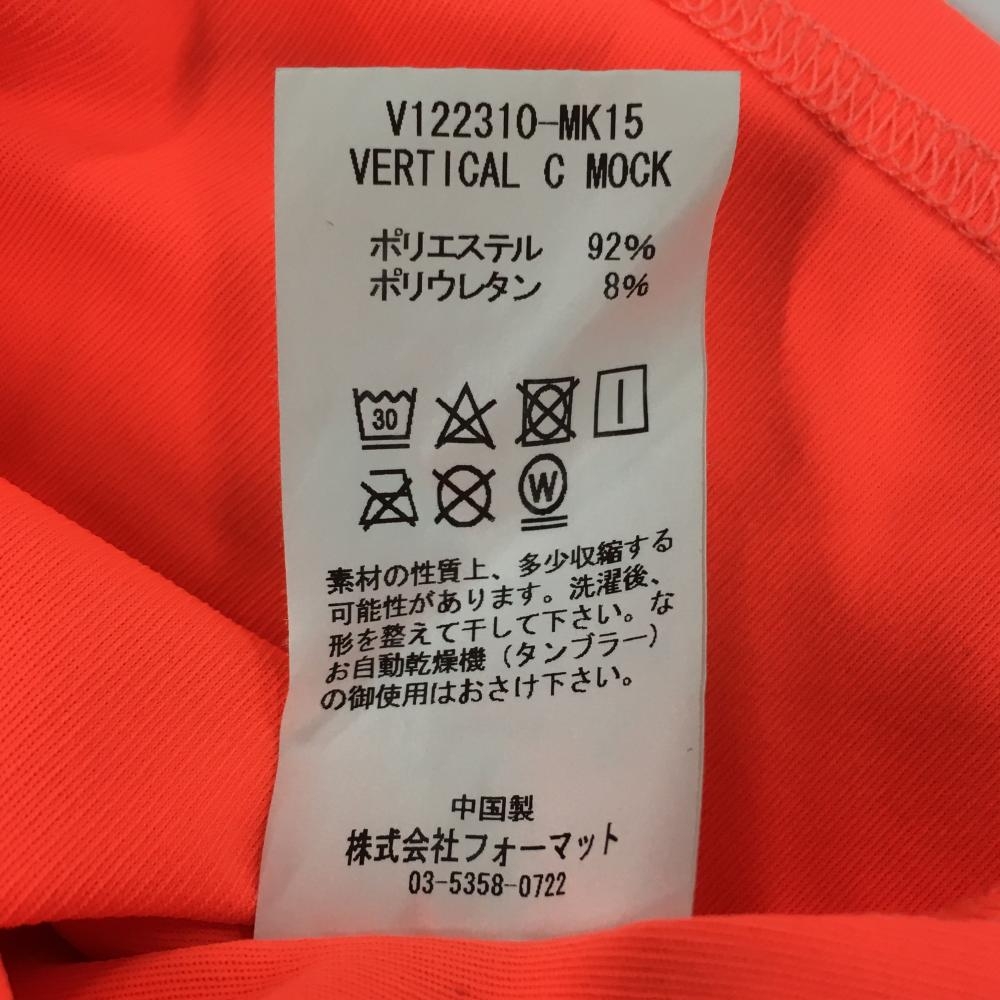 V122310-MK15
VERTICAL C MOCK
ポリエステル 92%
ポリウレタン 8%
30
W
素材の性質上、多少収縮する
可能性があります。洗濯後、
形を整えて干して下さい。な
お自動乾燥機（タンブラー）
の御使用はおさけ下さい。
中国製
株式会社フォーマット
03-5358-0722